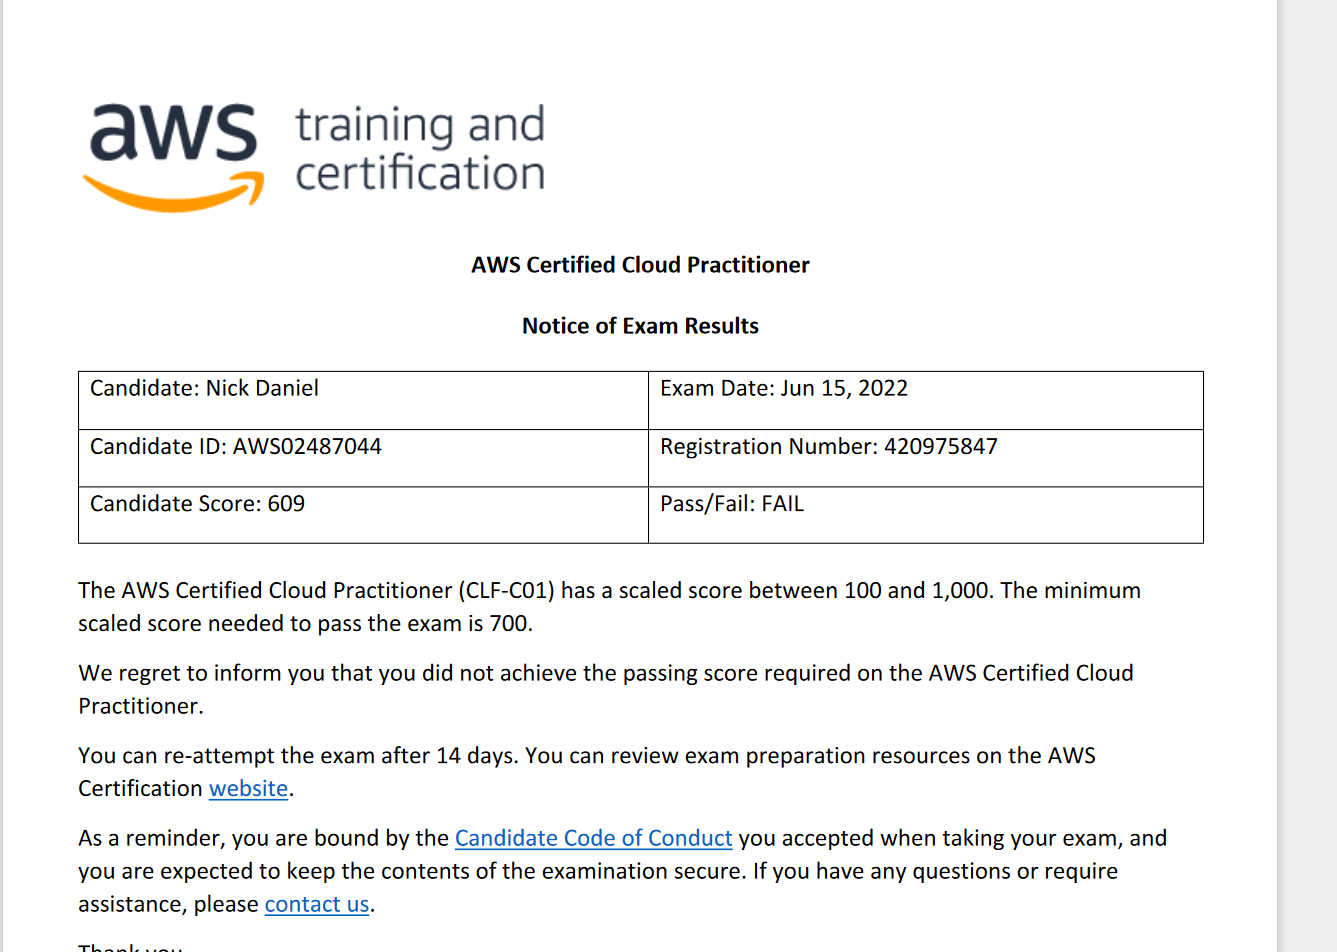 aws training and
certification
AWS Certified Cloud Practitioner
Notice of Exam Results
Candidate: Nick Daniel
Exam Date: Jun 15, 2022
Candidate ID: AWS02487044
Registration Number: 420975847
Candidate Score: 609
Pass/Fail: FAIL
The AWS Certified Cloud Practitioner (CLF-C01) has a scaled score between 100 and 1,000. The minimum
scaled score needed to pass the exam is 700.
We regret to inform you that you did not achieve the passing score required on the AWS Certified Cloud
Practitioner.
You can re-attempt the exam after 14 days. You can review exam preparation resources on the AWS
Certification website.
As a reminder, you are bound by the Candidate Code of Conduct you accepted when taking your exam, and
you are expected to keep the contents of the examination secure. If you have any questions or require
assistance, please contact us.
Thank you